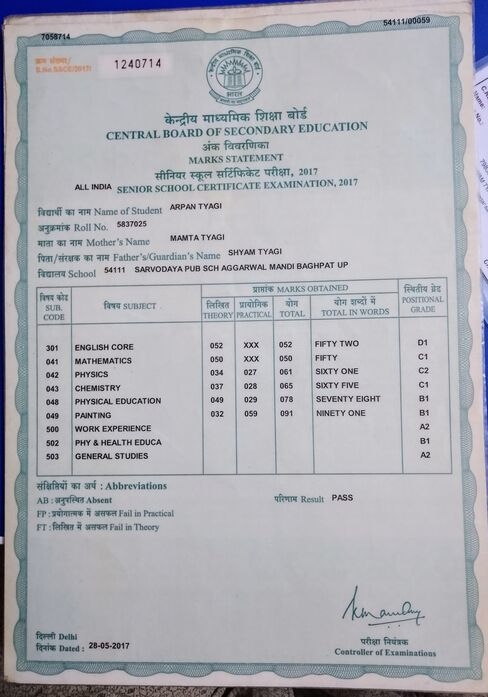 7058714
54111/00059
क्रम संख्या/
S.No.SSCE/2017/
1240714
भारत
केन्द्रीय माध्यमिक शिक्षा बोर्ड
CENTRAL BOARD OF SECONDARY EDUCATION
अंक विवरणिका
MARKS STATEMENT
सीनियर स्कूल सर्टिफिकेट परीक्षा, 2017
ALL INDIA SENIOR SCHOOL CERTIFICATE EXAMINATION, 2017
विद्यार्थी का नाम Name of Student ARPAN TYAGI
अनुक्रमांक Roll No. 5837025
माता का नाम Mother's Name MAMTA TYAGI
पिता/संरक्षक का नाम Father's/Guardian's Name SHYAM TYAGI
विद्यालय School 54111 SARVODAYA PUB SCH AGGARWAL MANDI BAGHPAT UP
विषय कोड SUB. CODE विषय SUBJECT प्राप्तांक MARKS OBTAINED स्थितीय ग्रेड POSITIONAL GRADE
लिखित THEORY प्रायोगिक PRACTICAL योग TOTAL योग शब्दों में TOTAL IN WORDS
301 ENGLISH CORE 052 XXX 052 FIFTY TWO D1
041 MATHEMATICS 050 XXX 050 FIFTY C1
042 PHYSICS 034 027 061 SIXTY ONE C2
043 CHEMISTRY 037 028 065 SIXTY FIVE C1
048 PHYSICAL EDUCATION 049 029 078 SEVENTY EIGHT B1
049 PAINTING 032 059 091 NINETY ONE B1
500 WORK EXPERIENCE A2
502 PHY & HEALTH EDUCA B1
503 GENERAL STUDIES A2
संक्षिप्तियों का अर्थ : Abbreviations
AB : अनुपस्थित Absent
परिणाम Result PASS
FP : प्रयोगात्मक में असफल Fail in Practical
FT : लिखित में असफल Fail in Theory
दिल्ली Delhi
दिनांक Dated : 28-05-2017
परीक्षा नियंत्रक
Controller of Examinations